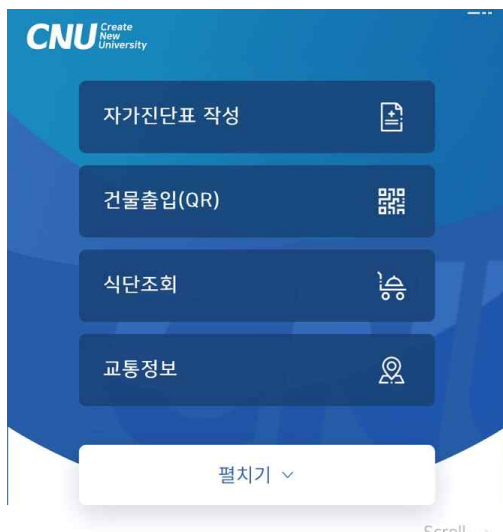 CNU Create
New
University
자가진단표 작성
건물출입(QR)
식단조회
교통정보
펼치기
Scroll